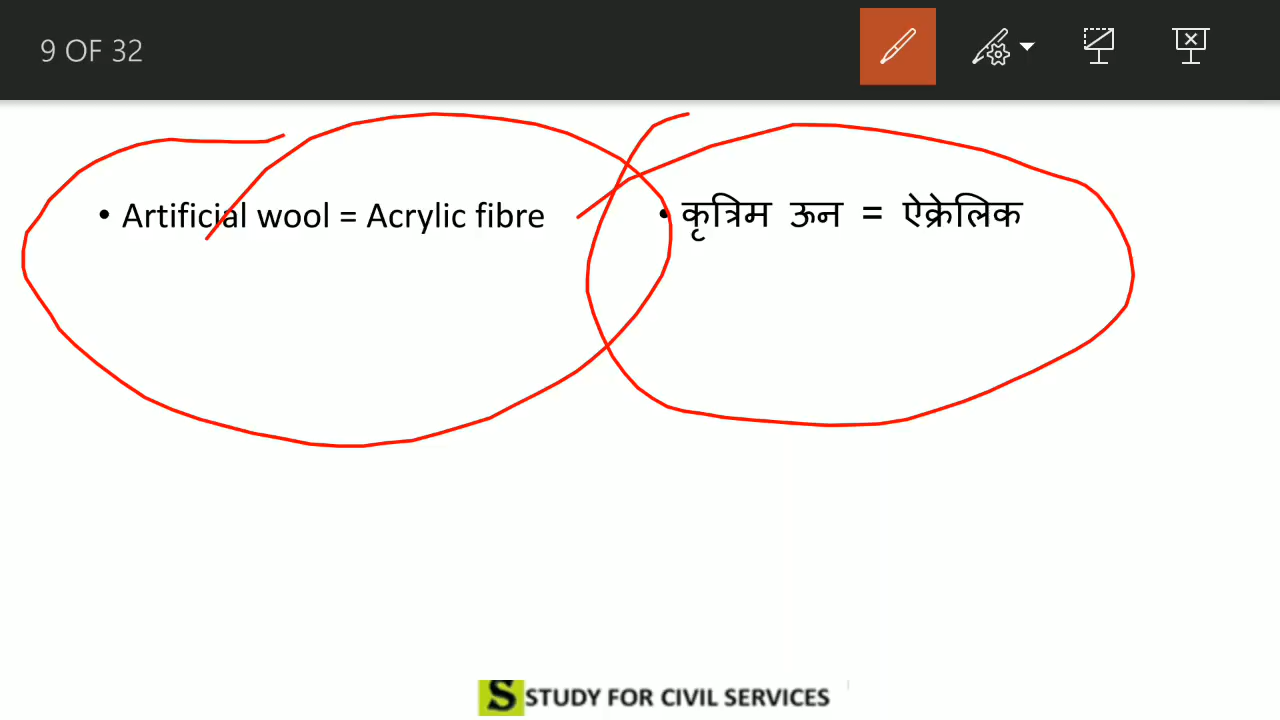 9 OF 32
• Artificial wool = Acrylic fibre
• कृत्रिम ऊन = ऐक्रेलिक
S STUDY FOR CIVIL SERVICES